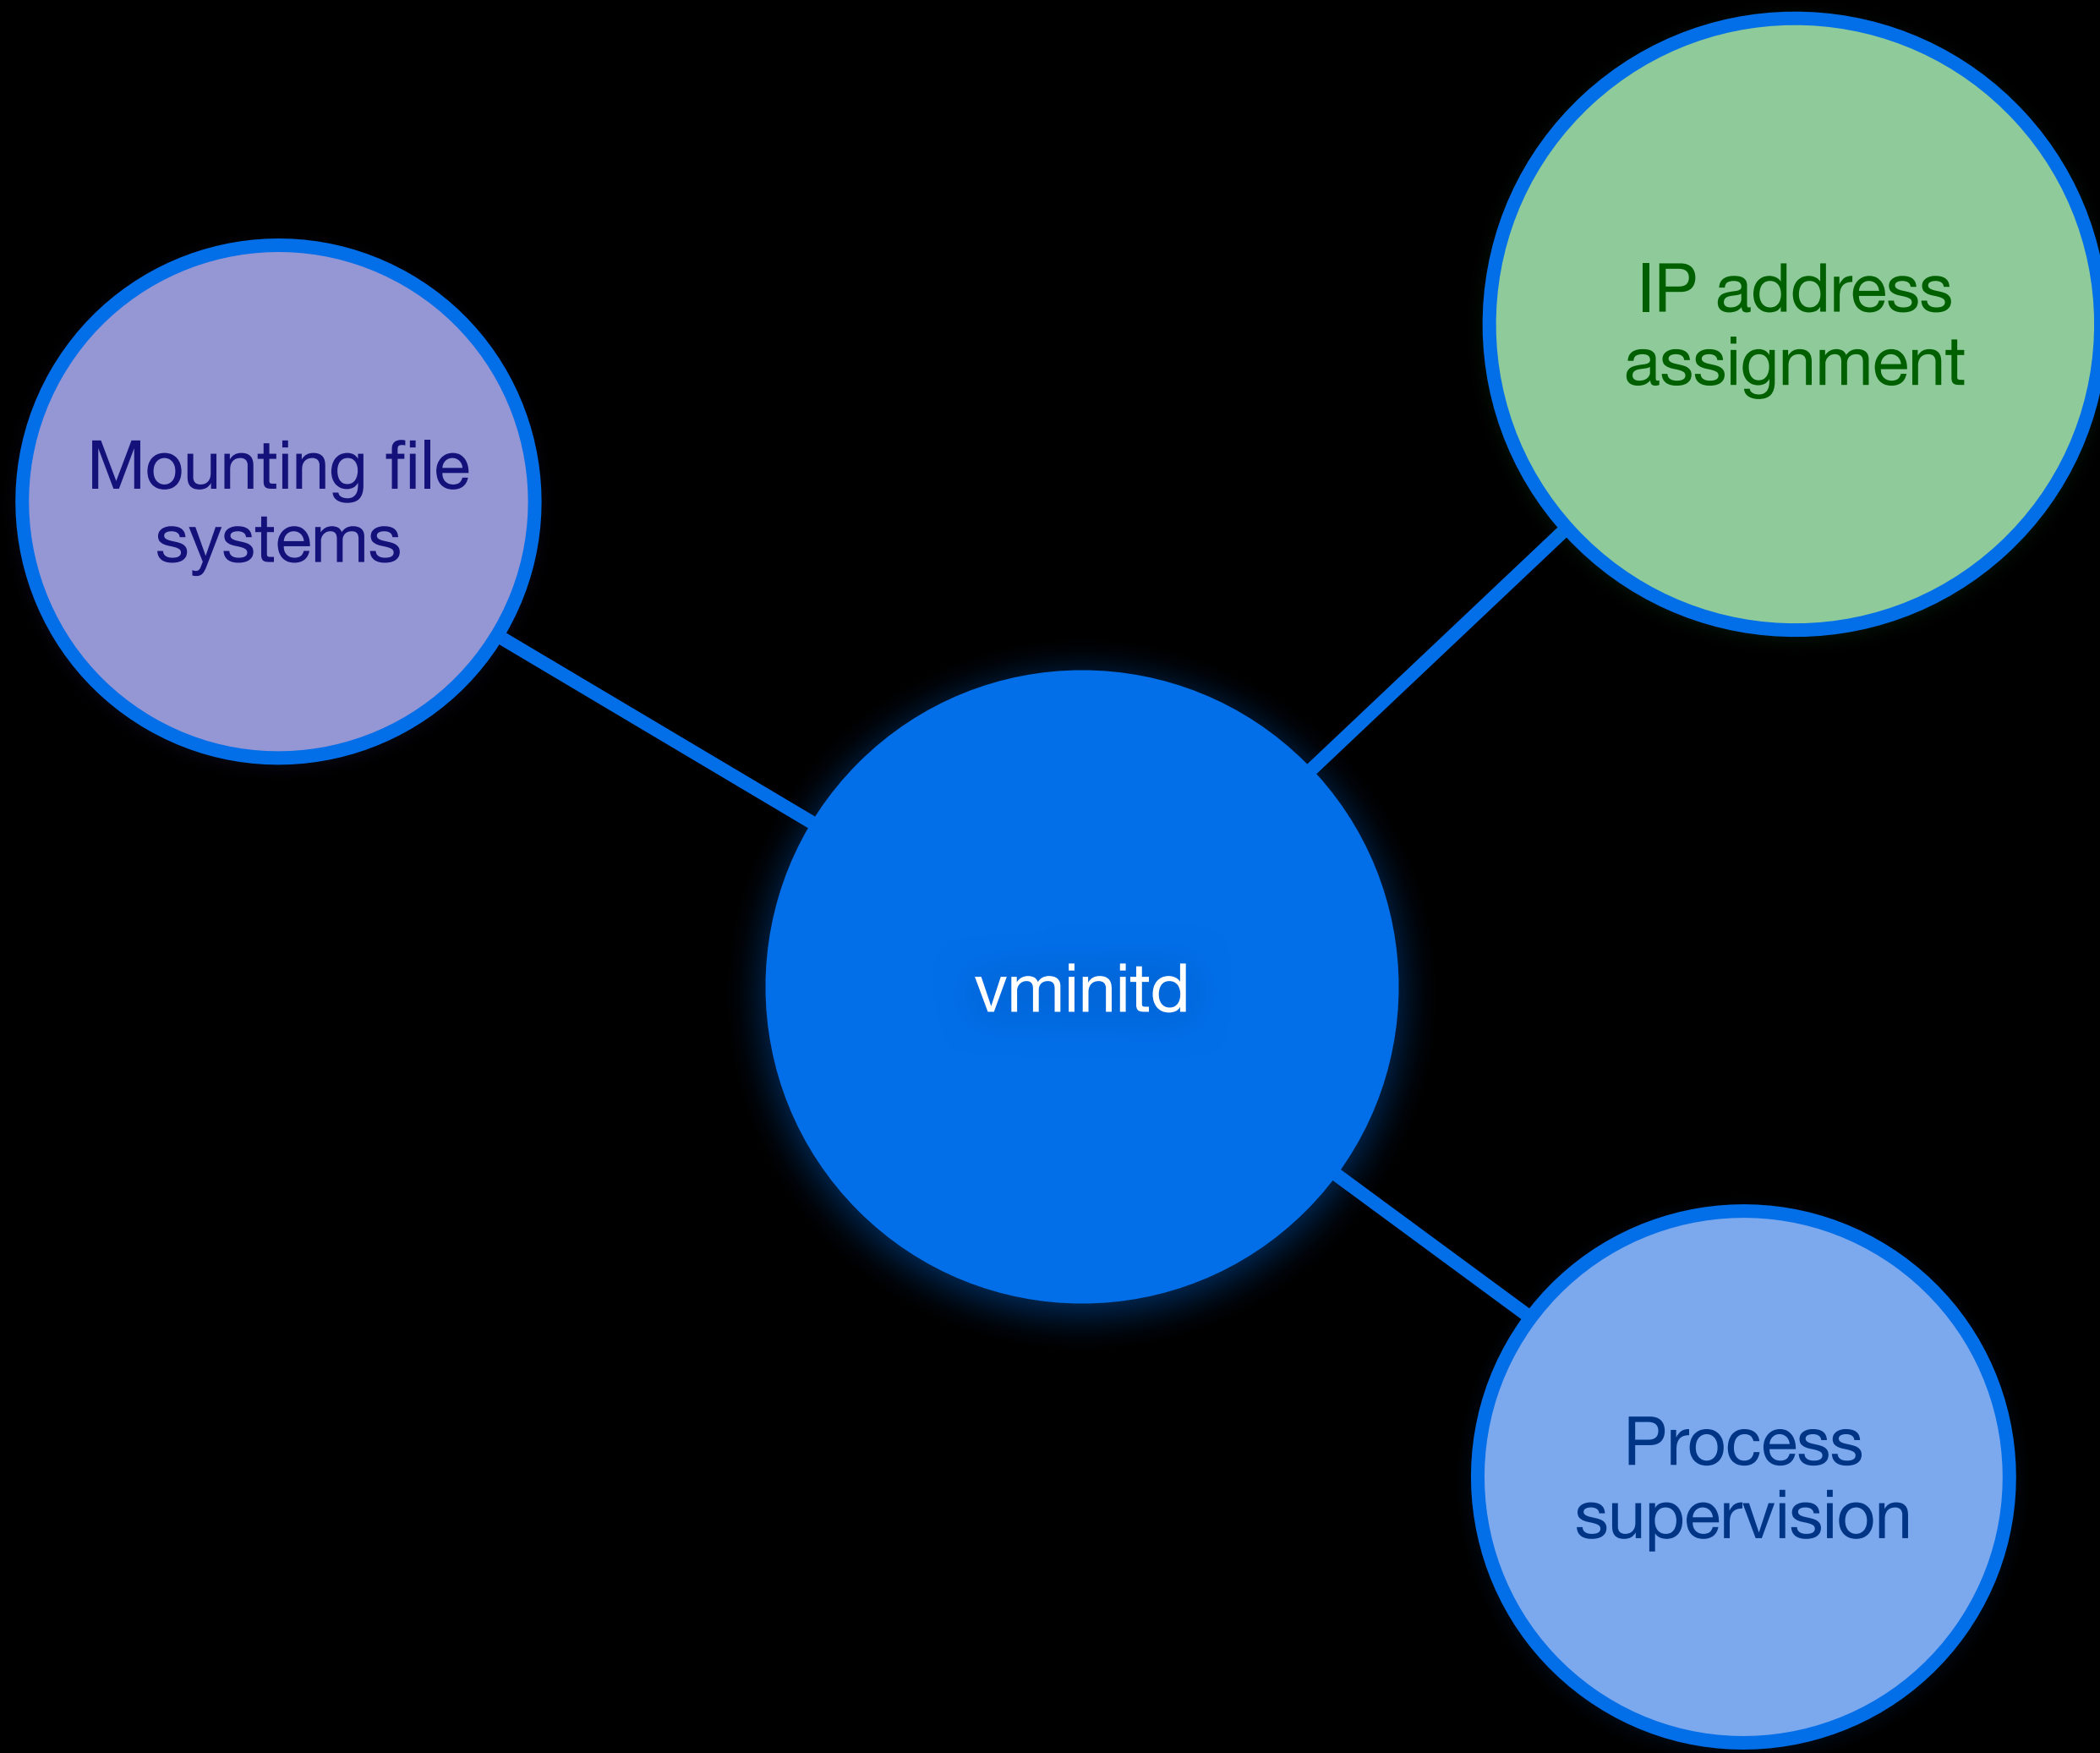 IP address
assignment
Mounting file
systems
vminitd
Process
supervision